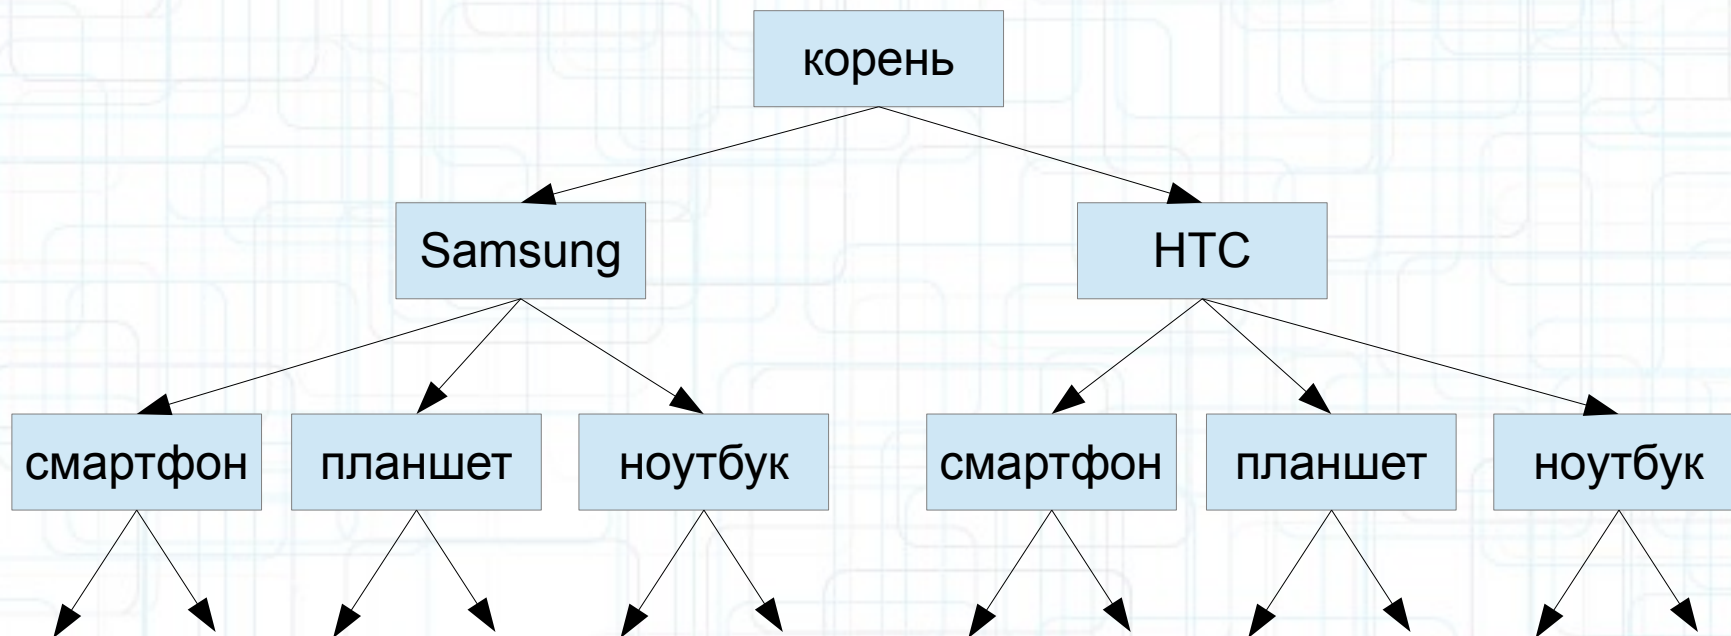 корень
Samsung
HTC
смартфон
планшет
ноутбук
смартфон
планшет
ноутбук